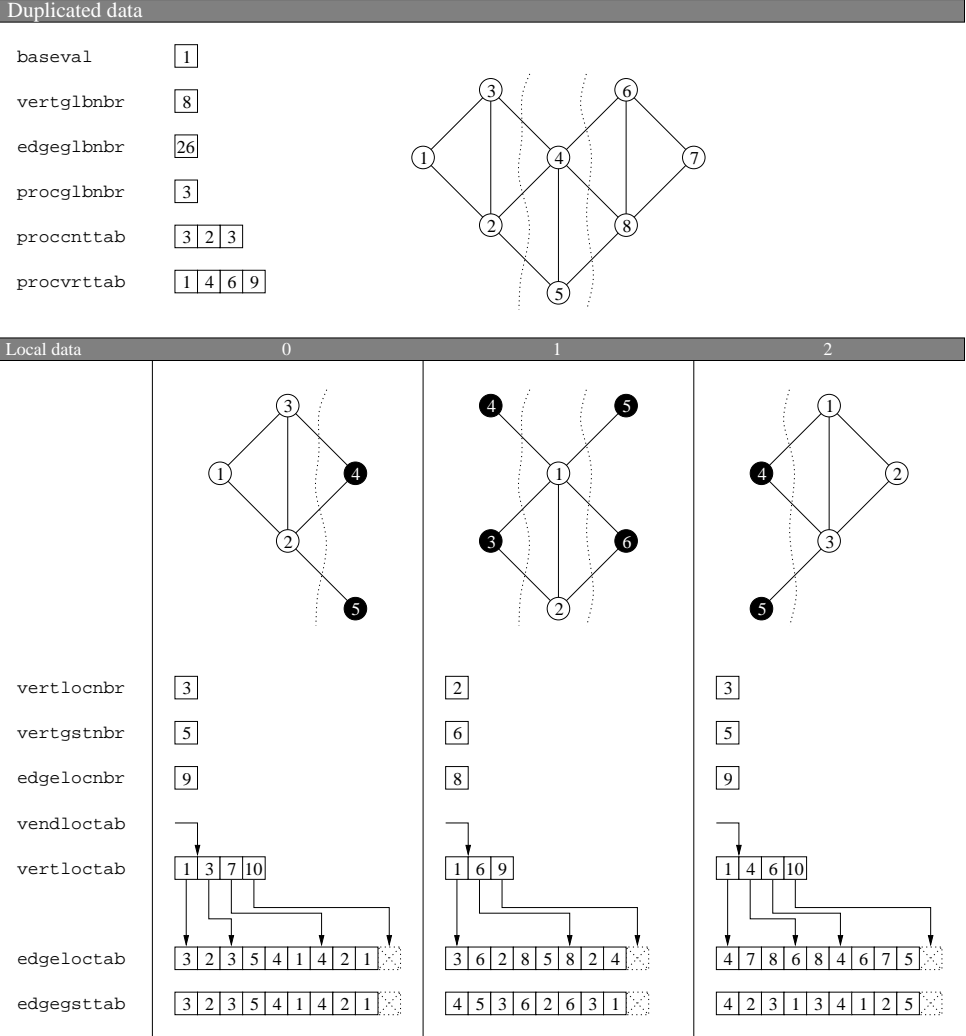 Duplicated data
baseval 1
vertglbnbr 8
edgeglbnbr 26
procglbnbr 3
proccnttab 3 2 3
procvrttab 1 4 6 9
3 6
1 4 7
2 8
5
Local data 0 1 2
3 4 5 1
1 4 1 4 2
2 3 6 3
5 2 5
vertlocnbr 3 2 3
vertgstnbr 5 6 5
edgelocnbr 9 8 9
vendloctab
vertloctab 1 3 7 10 1 6 9 1 4 6 10
edgeloctab 3 2 3 5 4 1 4 2 1 3 6 2 8 5 8 2 4 4 7 8 6 8 4 6 7 5
edgegsttab 3 2 3 5 4 1 4 2 1 4 5 3 6 2 6 3 1 4 2 3 1 3 4 1 2 5